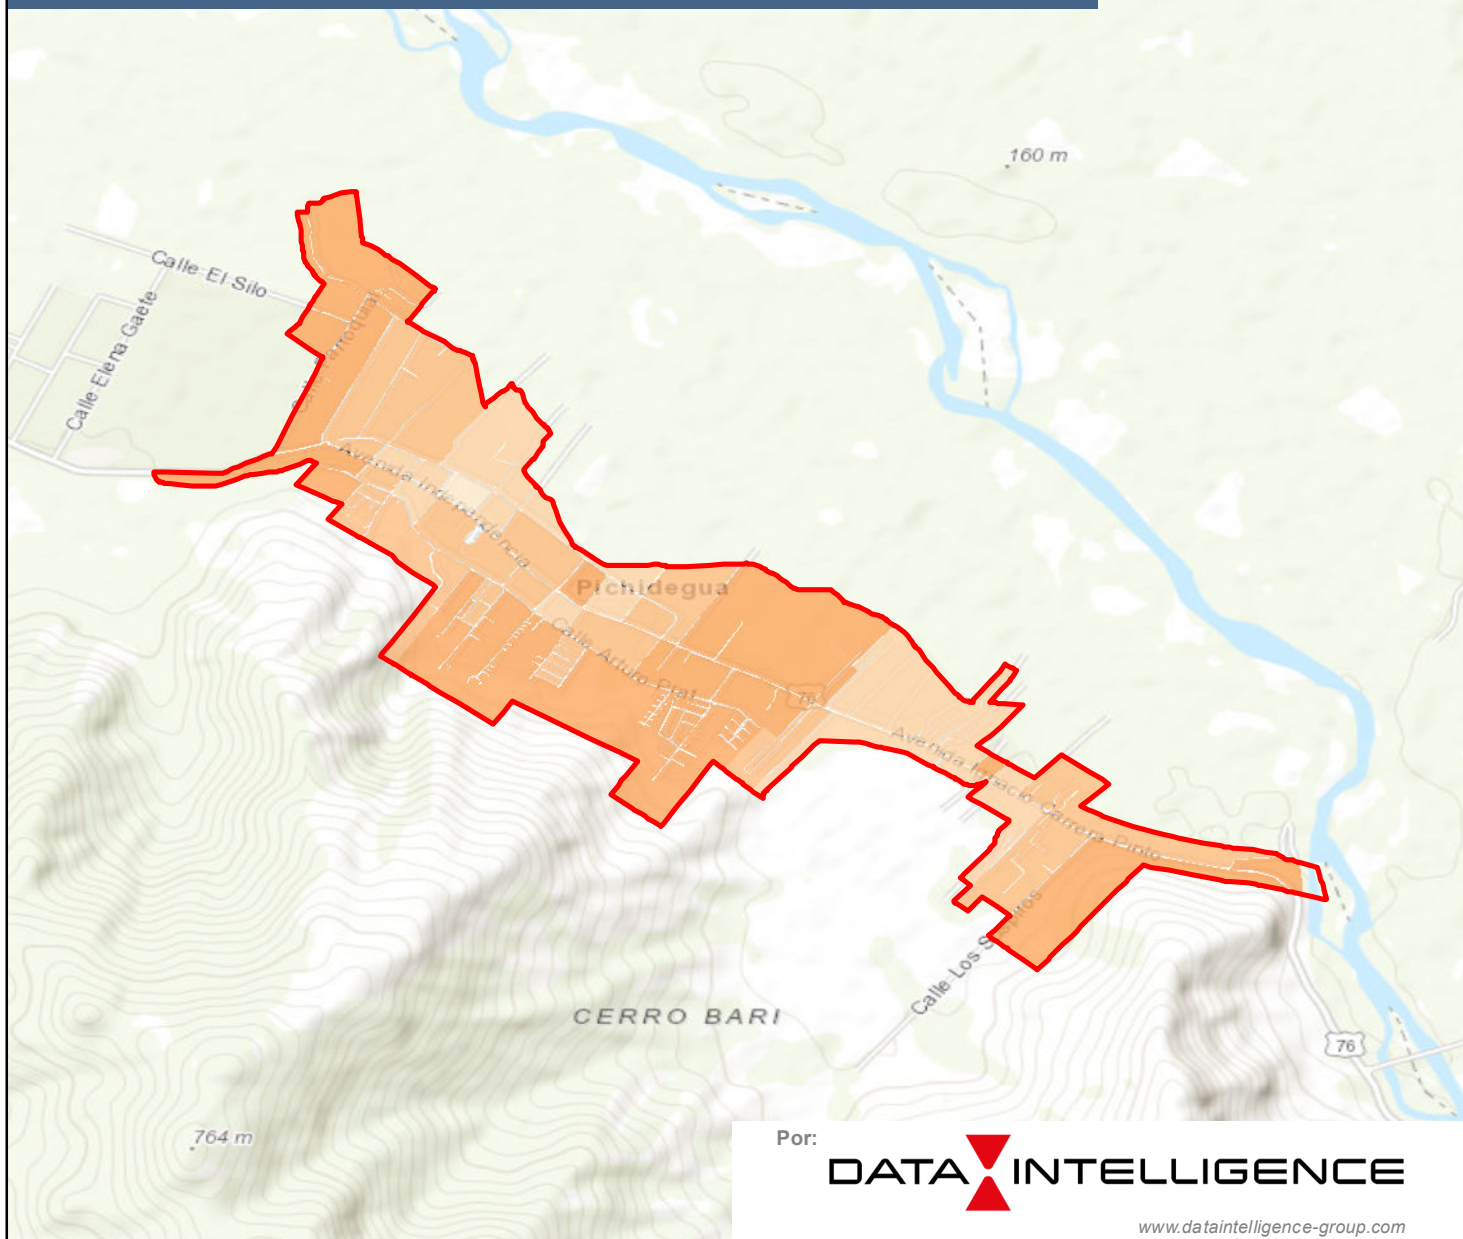 160 m
Calle El Silo
Calle Elena Gaete
Avenida Independencia
Pichidegua
Calle Arturo Prat
76
Avenida Ignacio Carrera Pinto
Calle Los
CERRO BARI
76
764 m
Por:
DATA INTELLIGENCE
www.dataintelligence-group.com